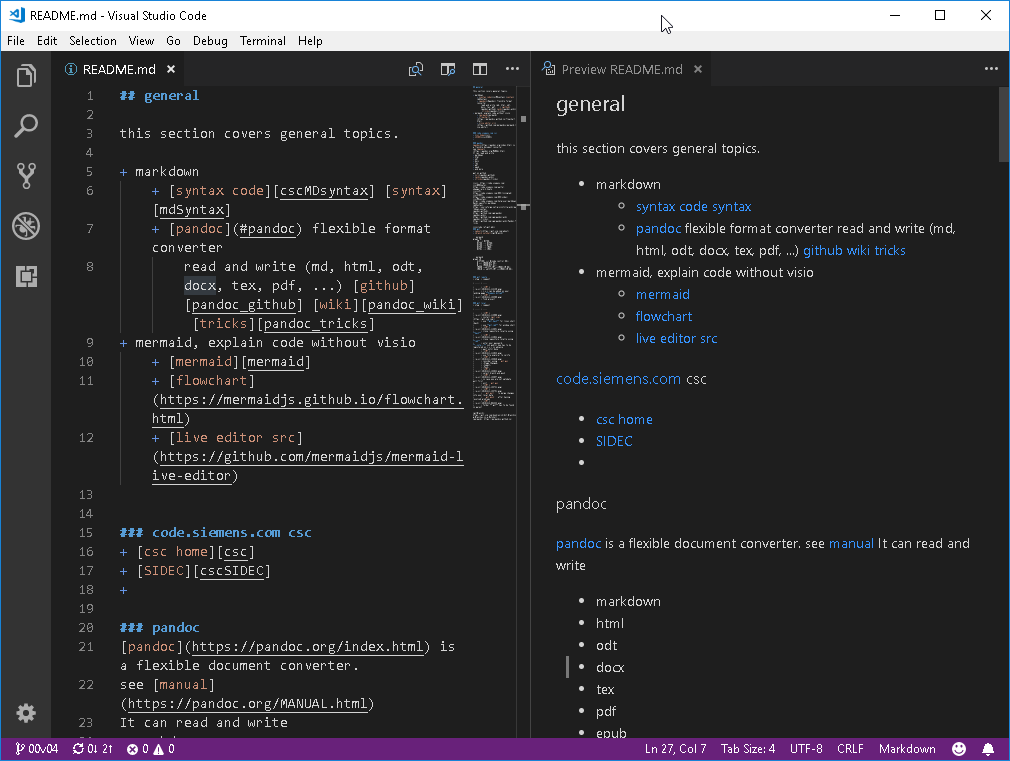 README.md - Visual Studio Code
File Edit Selection View Go Debug Terminal Help
README.md
Preview README.md
1 ## general
2
3 this section covers general topics.
4
5 + markdown
6 + [syntax code][cscMDsyntax] [syntax]
[mdSyntax]
7 + [pandoc](#pandoc) flexible format
converter
8 read and write (md, html, odt,
docx, tex, pdf, ...) [github]
[pandoc_github] [wiki][pandoc_wiki]
[tricks][pandoc_tricks]
9 + mermaid, explain code without visio
10 + [mermaid][mermaid]
11 + [flowchart]
(https://mermaidjs.github.io/flowchart.
html)
12 + [live editor src]
(https://github.com/mermaidjs/mermaid-l
ive-editor)
13
14
15 ### code.siemens.com csc
16 + [csc home][csc]
17 + [SIDEC][cscSIDEC]
18 +
19
20 ### pandoc
21 [pandoc](https://pandoc.org/index.html) is
a flexible document converter.
22 see [manual]
(https://pandoc.org/MANUAL.html)
23 It can read and write
general
this section covers general topics.
• markdown
○ syntax code syntax
○ pandoc flexible format converter read and write (md,
html, odt, docx, tex, pdf, ...) github wiki tricks
• mermaid, explain code without visio
○ mermaid
○ flowchart
○ live editor src
code.siemens.com csc
• csc home
• SIDEC
•
pandoc
pandoc is a flexible document converter. see manual It can read and
write
• markdown
• html
• odt
• docx
• tex
• pdf
• epub
00v04 0↓ 2↑ 0 0 Ln 27, Col 7 Tab Size: 4 UTF-8 CRLF Markdown